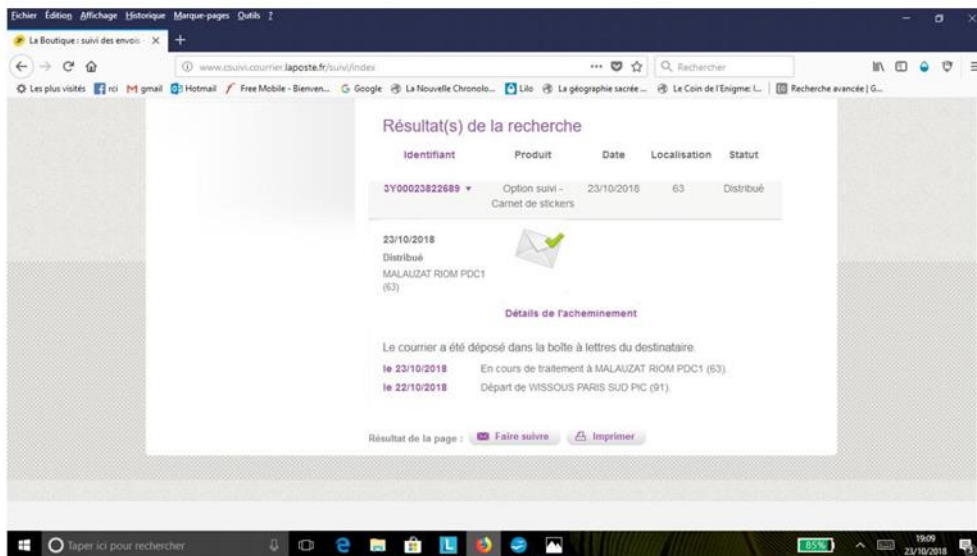 Fichier Édition Affichage Historique Marque-pages Outils ?
La Boutique : suivi des envois -
www.csuivi.courrier.laposte.fr/suivi/index
Rechercher
Les plus visités rci gmail Hotmail Free Mobile - Bienven... Google La Nouvelle Chronolo... Lilo La géographie sacrée ... Le Coin de l'Enigme: l... Recherche avancée | G...
Résultat(s) de la recherche
Identifiant Produit Date Localisation Statut
3Y00023822689 Option suivi - 23/10/2018 63 Distribué
Carnet de stickers
23/10/2018
Distribué
MALAUZAT RIOM PDC1
(63)
Détails de l'acheminement
Le courrier a été déposé dans la boîte à lettres du destinataire.
le 23/10/2018 En cours de traitement à MALAUZAT RIOM PDC1 (63).
le 22/10/2018 Départ de WISSOUS PARIS SUD PIC (91).
Résultat de la page : Faire suivre Imprimer
Taper ici pour rechercher
L
85%
19:09
23/10/2018